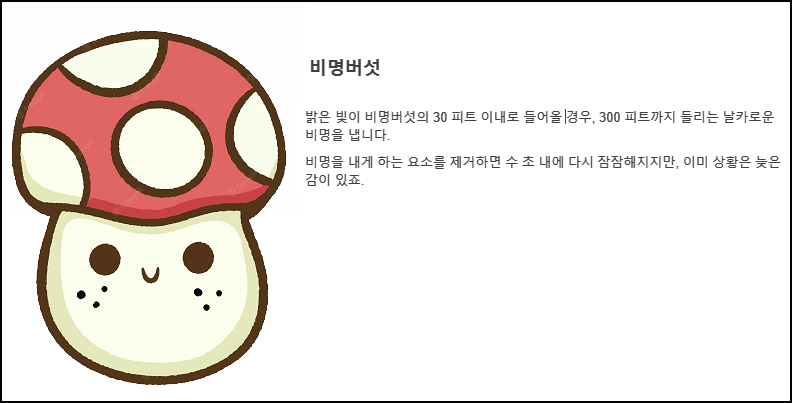 비명버섯
밝은 빛이 비명버섯의 30 피트 이내로 들어올 경우, 300 피트까지 들리는 날카로운
비명을 냅니다.
비명을 내게 하는 요소를 제거하면 수 초 내에 다시 잠잠해지지만, 이미 상황은 늦은
감이 있죠.